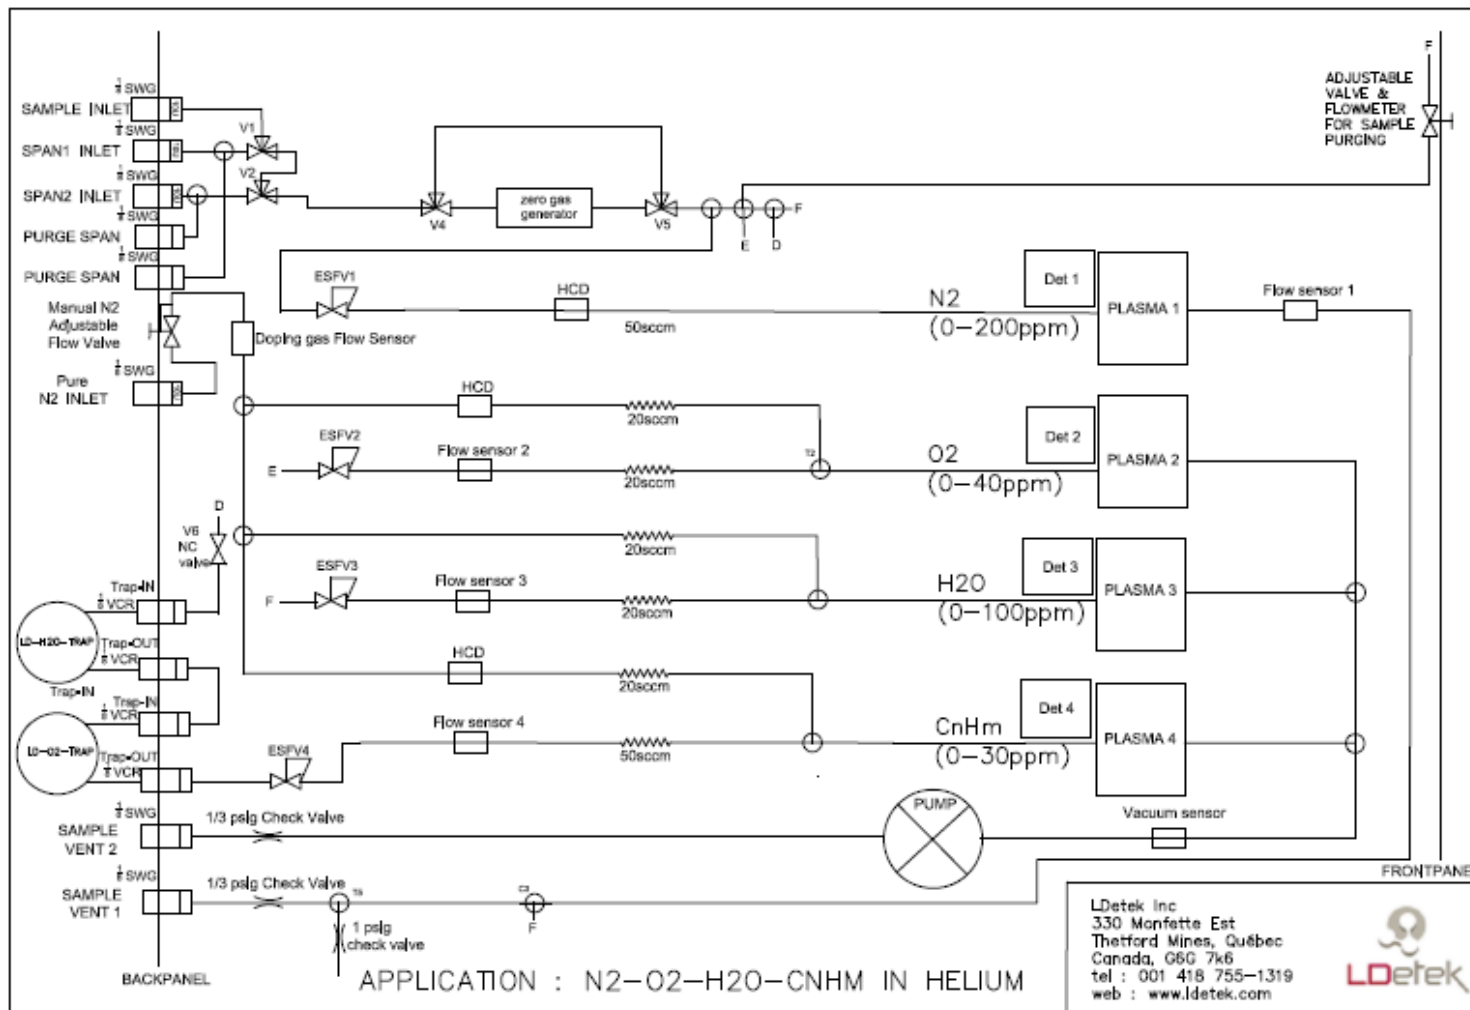 1/8 SWG
SAMPLE INLET
1/8 SWG
SPAN1 INLET
1/8 SWG
SPAN2 INLET
1/8 SWG
PURGE SPAN
1/8 SWG
PURGE SPAN
Manual N2
Adjustable
Flow Valve
1/8 SWG
Pure
N2 INLET
V1
V2
V4
zero gas
generator
V5
F
E
D
F
ADJUSTABLE
VALVE &
FLOWMETER
FOR SAMPLE
PURGING
Doping gas Flow Sensor
ESFV1
HCD
50sccm
N2
(0-200ppm)
Det 1
PLASMA 1
Flow sensor 1
HCD
20sccm
E
ESFV2
Flow sensor 2
20sccm
T2
O2
(0-40ppm)
Det 2
PLASMA 2
D
V6
NC
valve
20sccm
F
ESFV3
Flow sensor 3
20sccm
H2O
(0-100ppm)
Det 3
PLASMA 3
Trap-IN
1/8 VCR
LD-H2O-TRAP
Trap-OUT
1/8 VCR
Trap-IN
Trap-IN
1/8 VCR
LD-O2-TRAP
Trap-OUT
1/8 VCR
HCD
20sccm
ESFV4
Flow sensor 4
50sccm
CnHm
(0-30ppm)
Det 4
PLASMA 4
1/8 SWG
SAMPLE
VENT 2
1/3 psig Check Valve
PUMP
Vacuum sensor
1/8 SWG
SAMPLE
VENT 1
1/3 psig Check Valve
1 psig
check valve
F
FRONTPANE
BACKPANEL
APPLICATION : N2-O2-H2O-CNHM IN HELIUM
LDetek Inc
330 Monfette Est
Thetford Mines, Québec
Canada, G6G 7k6
tel : 001 418 755-1319
web : www.ldetek.com
LDetek